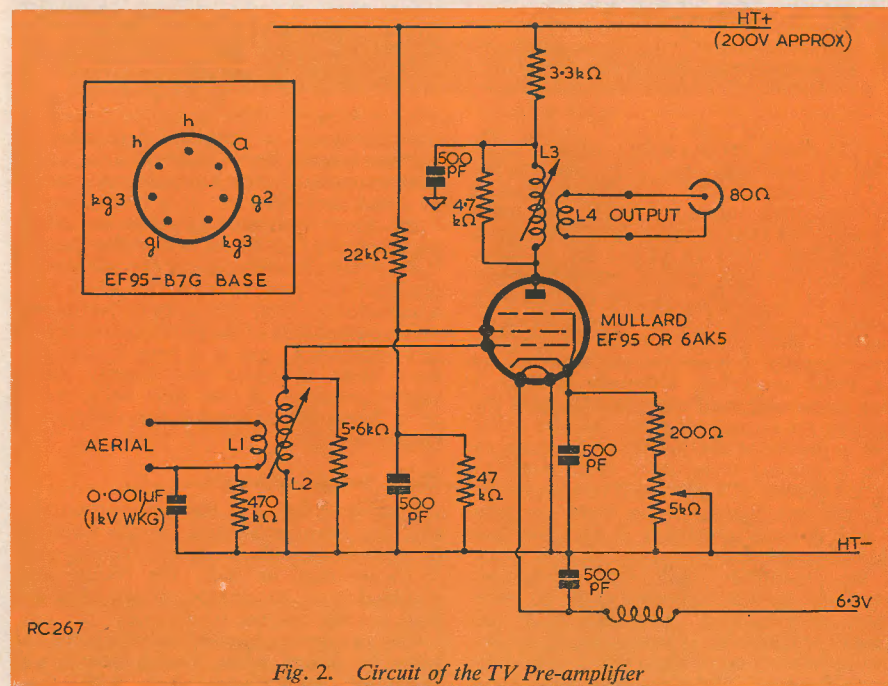 HT+
(200V APPROX)
3·3kΩ
h
h
a
kg3
g2
g1
kg3
EF95-B7G BASE
500
PF
4·7
kΩ
L3
L4 OUTPUT
80Ω
22kΩ
MULLARD
EF95 OR 6AK5
AERIAL
L1
L2
5·6kΩ
0·001µF
(1kV WKG)
470
kΩ
500
PF
47
kΩ
500
PF
200Ω
5kΩ
HT-
500
PF
6·3V
RC267
Fig. 2. Circuit of the TV Pre-amplifier